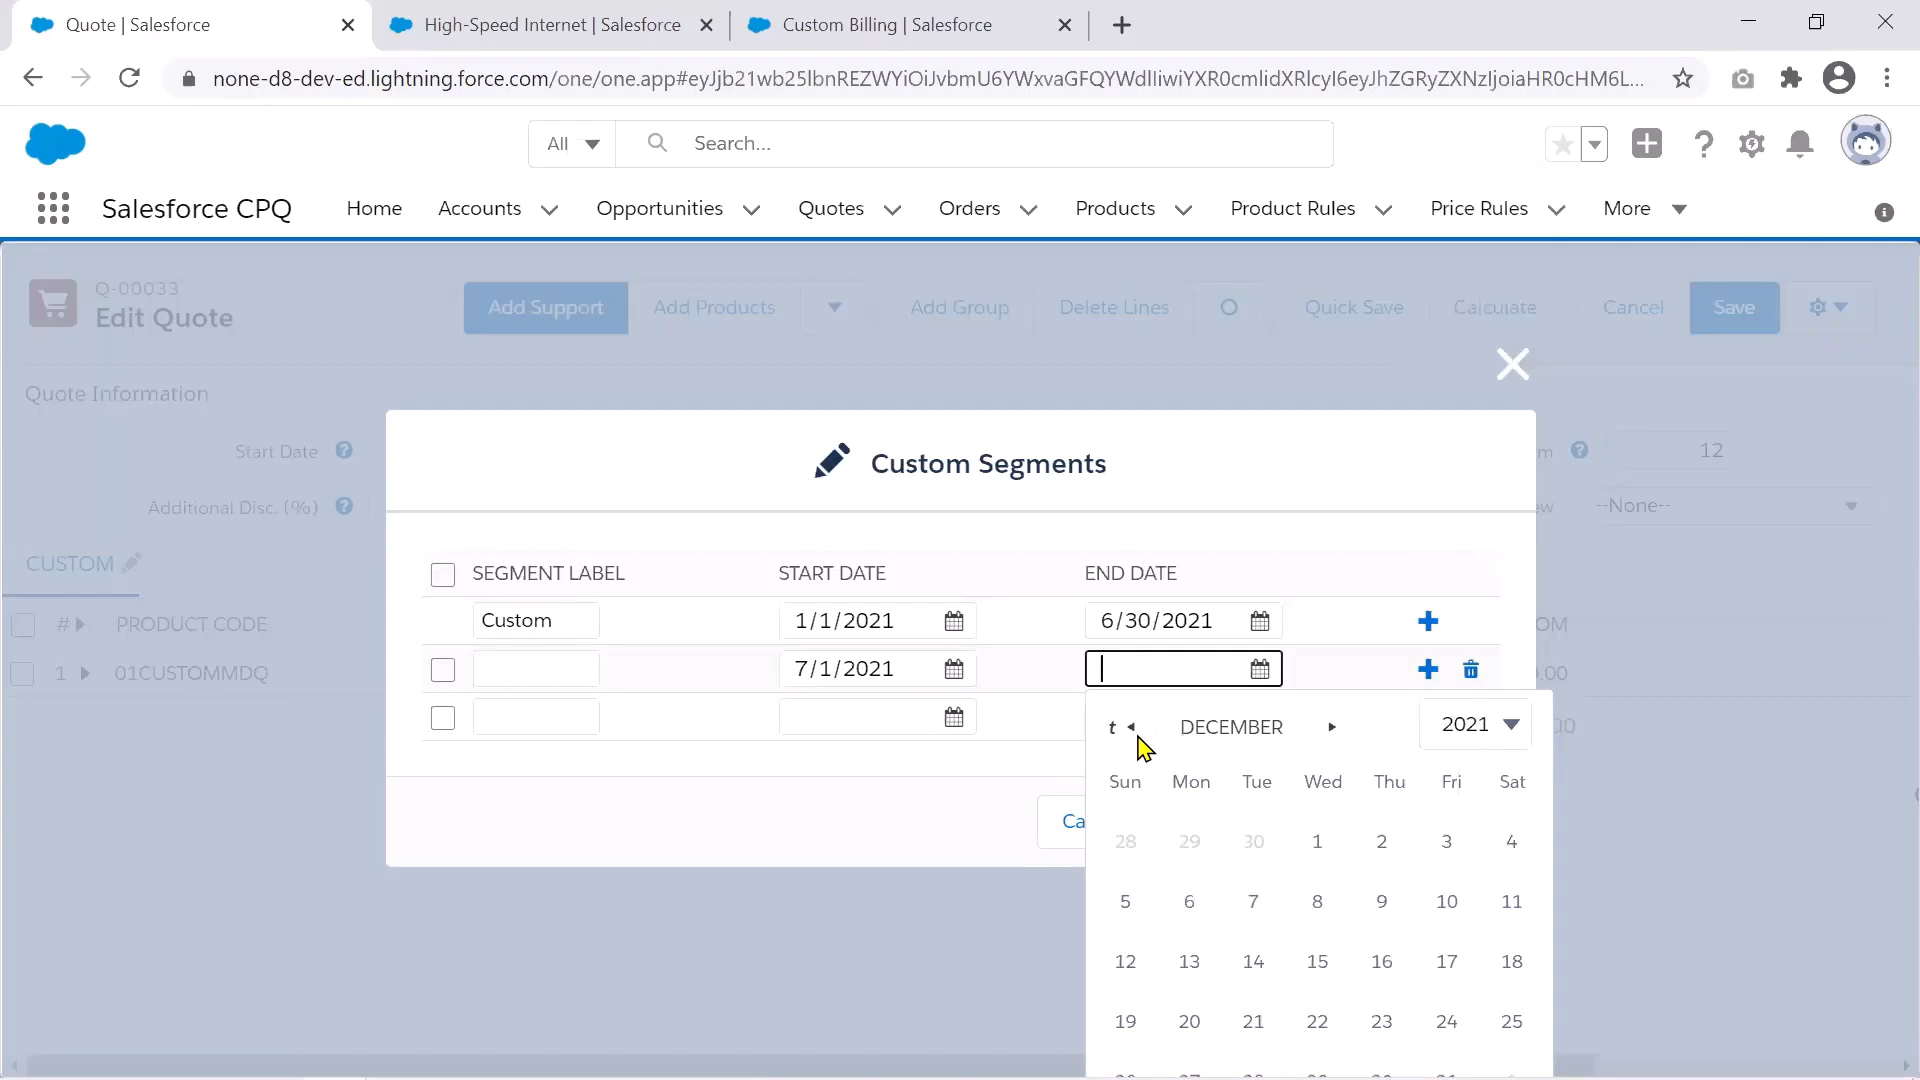 Quote | Salesforce
High-Speed Internet | Salesforce
Custom Billing | Salesforce
none-d8-dev-ed.lightning.force.com/one/one.app#eyJjb21wb25lbnREZWYiOiJvbmU6YWxvaGFQYWdlIiwiYXR0cmlidXRlcyI6eyJhZGRyZXNzIjoiaHR0cHM6L...
All
Search...
Salesforce CPQ
Home
Accounts
Opportunities
Quotes
Orders
Products
Product Rules
Price Rules
More
Q-00033
Edit Quote
Add Support
Add Products
Add Group
Delete Lines
Quick Save
Calculate
Cancel
Save
Quote Information
Start Date
m
12
Additional Disc. (%)
ew
--None--
CUSTOM
# PRODUCT CODE
OM
1 01CUSTOMMDQ
0.00
00
Custom Segments
SEGMENT LABEL START DATE END DATE
Custom 1/1/2021 6/30/2021
7/1/2021
Ca
t DECEMBER 2021
Sun Mon Tue Wed Thu Fri Sat
28 29 30 1 2 3 4
5 6 7 8 9 10 11
12 13 14 15 16 17 18
19 20 21 22 23 24 25